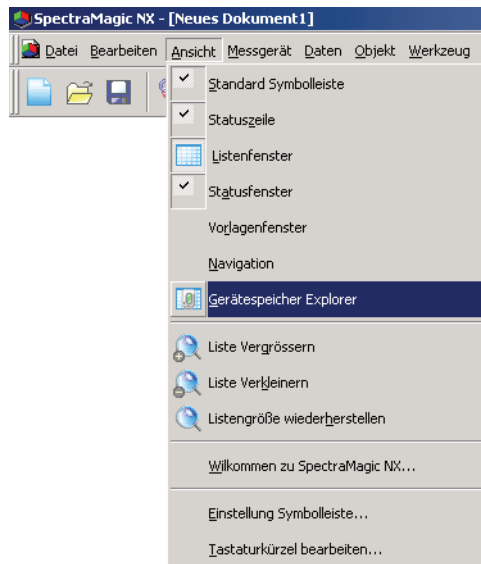 SpectraMagic NX - [Neues Dokument1]
Datei Bearbeiten Ansicht Messgerät Daten Objekt Werkzeug
Standard Symbolleiste
Statuszeile
Listenfenster
Statusfenster
Vorlagenfenster
Navigation
Gerätespeicher Explorer
Liste Vergrössern
Liste Verkleinern
Listengröße wiederherstellen
Wilkommen zu SpectraMagic NX...
Einstellung Symbolleiste...
Tastaturkürzel bearbeiten...